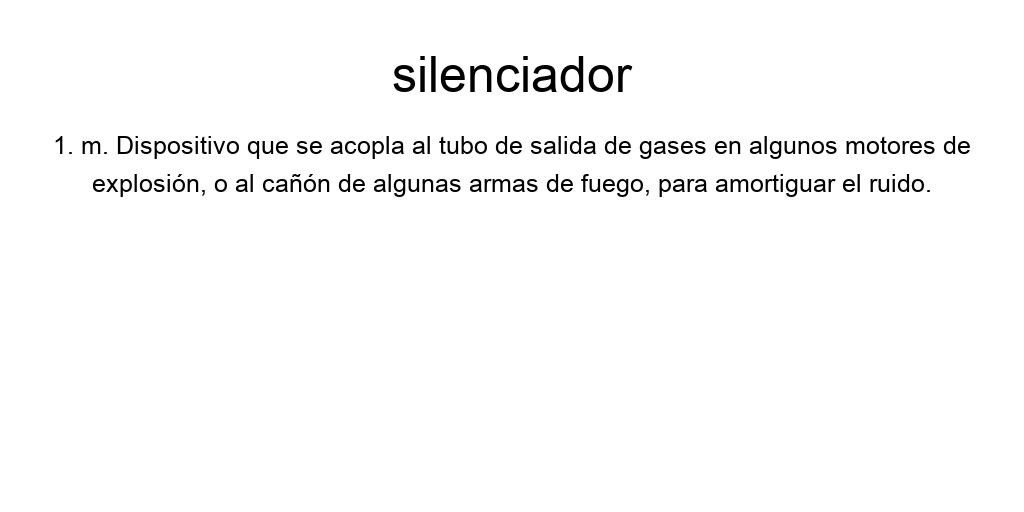 silenciador
1. m. Dispositivo que se acopla al tubo de salida de gases en algunos motores de
explosión, o al cañón de algunas armas de fuego, para amortiguar el ruido.